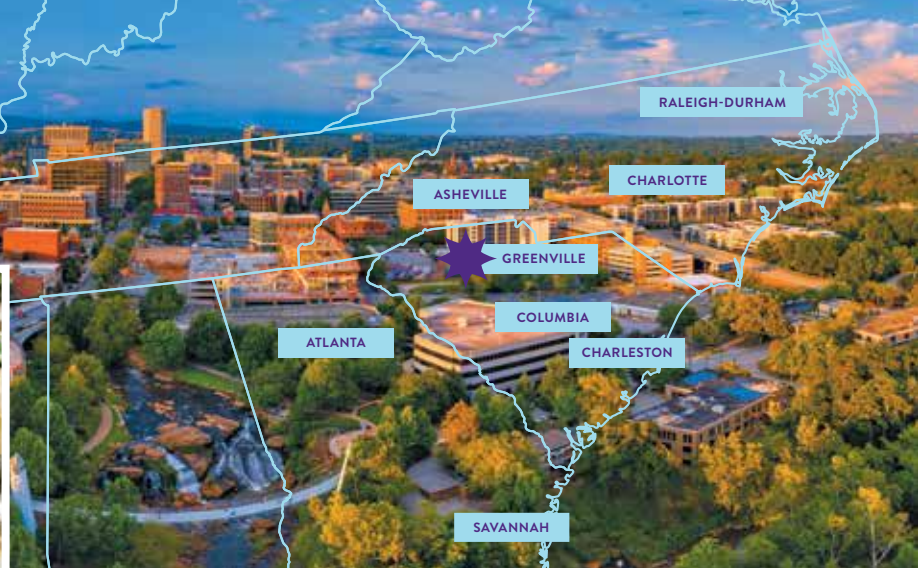 RALEIGH-DURHAM
CHARLOTTE
ASHEVILLE
GREENVILLE
COLUMBIA
ATLANTA
CHARLESTON
SAVANNAH